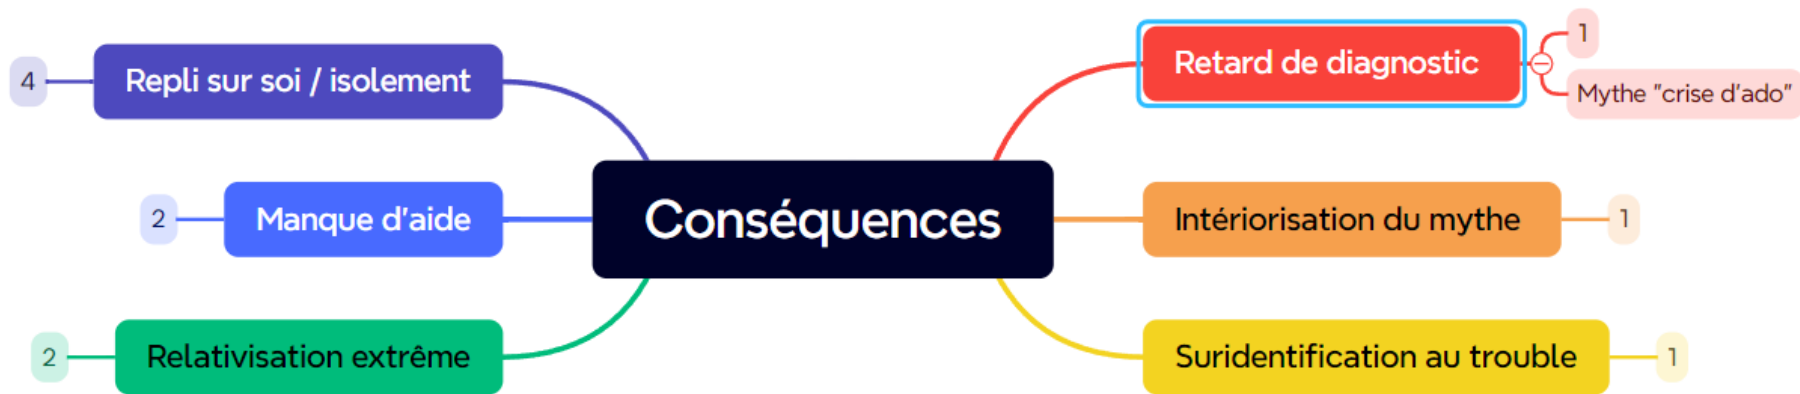 4
Repli sur soi / isolement
2
Manque d'aide
2
Relativisation extrême
Conséquences
Retard de diagnostic
1
Mythe "crise d'ado"
Intériorisation du mythe
1
Suridentification au trouble
1